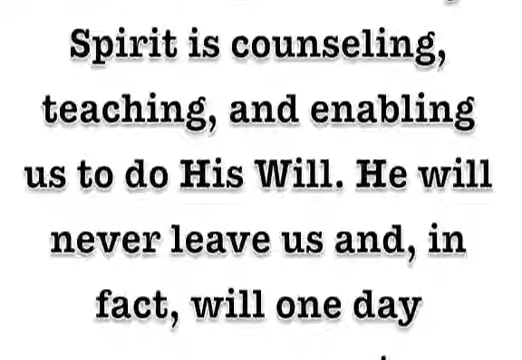 Spirit is counseling,
teaching, and enabling
us to do His Will. He will
never leave us and, in
fact, will one day